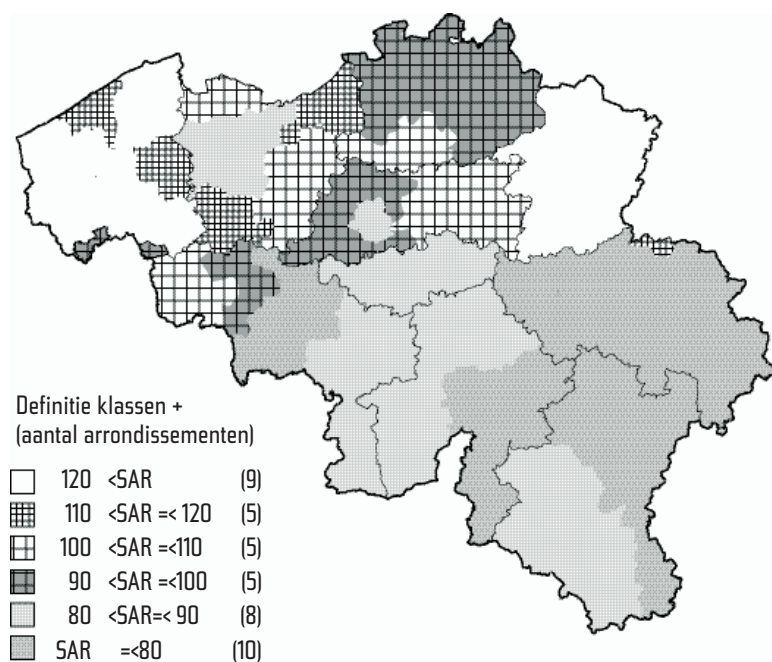 Definitie klassen +
(aantal arrondissementen)
120 <SAR (9)
110 <SAR =< 120 (5)
100 <SAR =<110 (5)
90 <SAR =<100 (5)
80 <SAR=< 90 (8)
SAR =<80 (10)